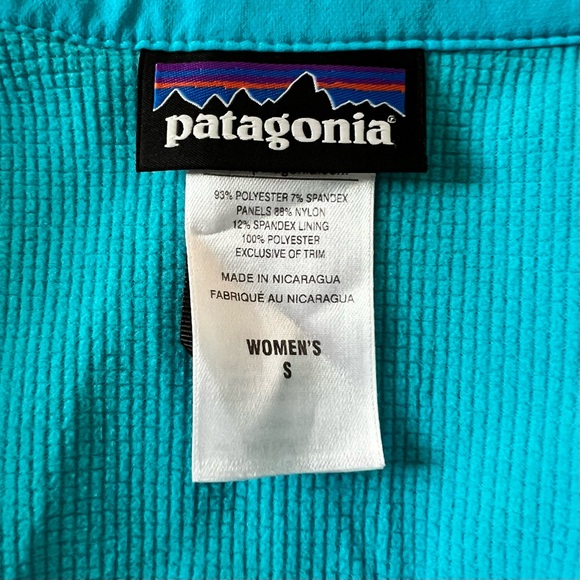 patagonia®
93% POLYESTER 7% SPANDEX
PANELS 88% NYLON
12% SPANDEX LINING
100% POLYESTER
EXCLUSIVE OF TRIM
MADE IN NICARAGUA
FABRIQUÉ AU NICARAGUA
WOMEN'S
S